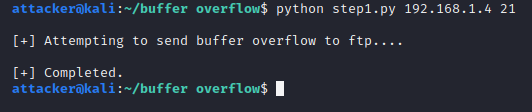 attacker@kali:~/buffer overflow$ python step1.py 192.168.1.4 21
[+] Attempting to send buffer overflow to ftp....
[+] Completed.
attacker@kali:~/buffer overflow$